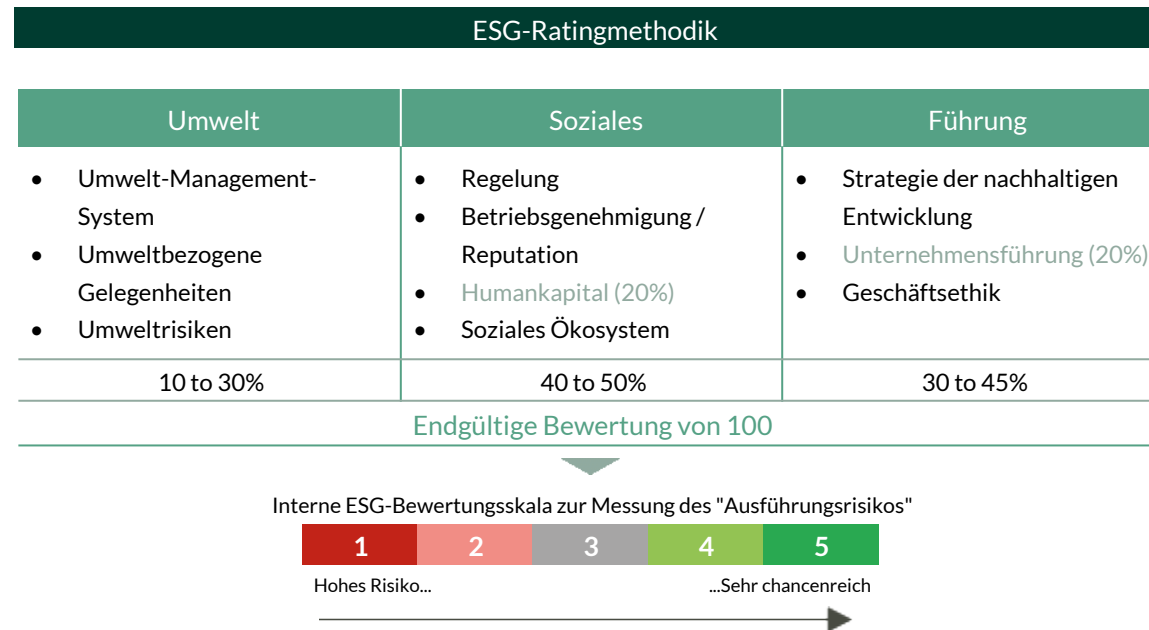 ESG-Ratingmethodik
Umwelt
Soziales
Führung
• Umwelt-Management-
System
• Umweltbezogene
Gelegenheiten
• Umweltrisiken
• Regelung
• Betriebsgenehmigung /
Reputation
• Humankapital (20%)
• Soziales Ökosystem
• Strategie der nachhaltigen
Entwicklung
• Unternehmensführung (20%)
• Geschäftsethik
10 to 30%
40 to 50%
30 to 45%
Endgültige Bewertung von 100
Interne ESG-Bewertungsskala zur Messung des "Ausführungsrisikos"
1 2 3 4 5
Hohes Risiko...
...Sehr chancenreich